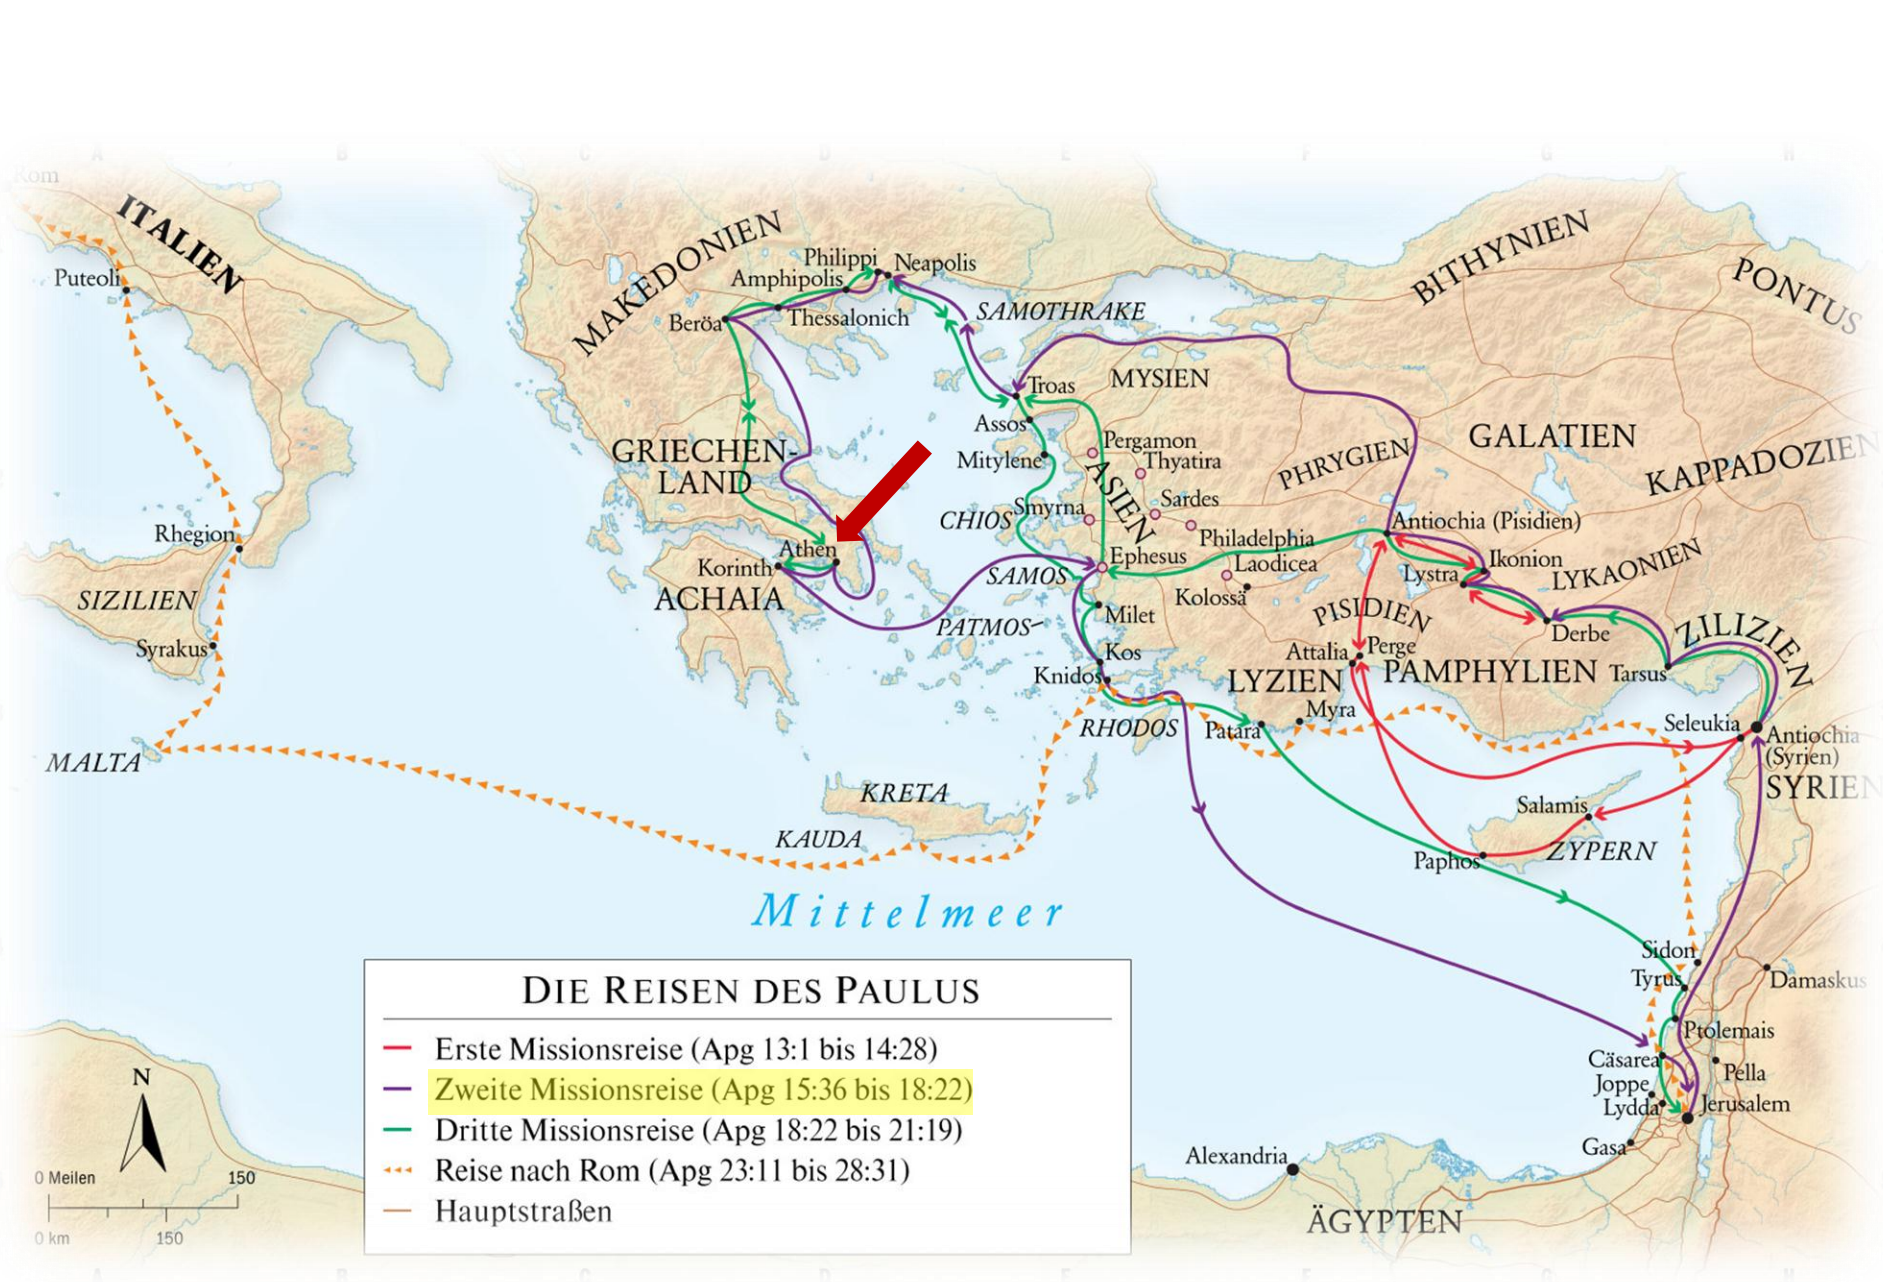 Rom
ITALIEN
Puteoli
MAKEDONIEN
Philippi
Neapolis
Amphipolis
Beröa
Thessalonich
SAMOTHRAKE
BITHYNIEN
PONTUS
Troas
MYSIEN
Assos
Mitylene
Pergamon
Thyatira
ASIEN
GRIECHEN-
LAND
PHRYGIEN
GALATIEN
KAPPADOZIEN
Smyrna
Sardes
CHIOS
Philadelphia
Antiochia (Pisidien)
Rhegion
Athen
Korinth
ACHAIA
Ephesus
SAMOS
Laodicea
Kolossä
Ikonion
Lystra
LYKAONIEN
SIZILIEN
Syrakus
PATMOS
Milet
PISIDIEN
Derbe
ZILIZIEN
Kos
Knidos
Attalia
Perge
LYZIEN
PAMPHYLIEN
Tarsus
Myra
RHODOS
Patara
Seleukia
Antiochia
(Syrien)
SYRIEN
MALTA
KRETA
KAUDA
Salamis
ZYPERN
Paphos
Mittelmeer
Sidon
Tyrus
Damaskus
Ptolemais
Cäsarea
Pella
Joppe
Lydda
Jerusalem
Gasa
Alexandria
ÄGYPTEN
DIE REISEN DES PAULUS
Erste Missionsreise (Apg 13:1 bis 14:28)
Zweite Missionsreise (Apg 15:36 bis 18:22)
Dritte Missionsreise (Apg 18:22 bis 21:19)
Reise nach Rom (Apg 23:11 bis 28:31)
Hauptstraßen
N
0 Meilen 150
0 km 150